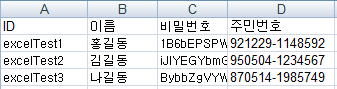 A B C D
ID 이름 비밀번호 주민번호
excelTest1 홍길동 921229-1148592
excelTest2 김길동 950504-1234567
excelTest3 나길동 870514-1985749